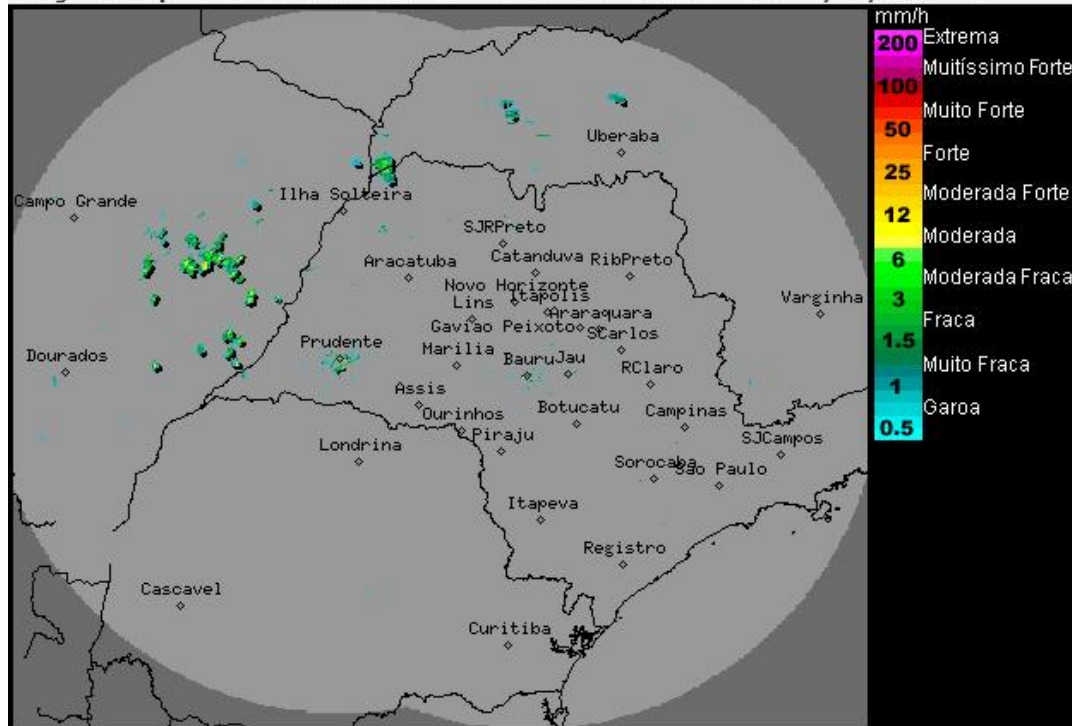 mm/h
200 Extrema
Muitíssimo Forte
100
Muito Forte
50
Forte
25
Moderada Forte
12
Moderada
6
Moderada Fraca
3
Fraca
1.5
Muito Fraca
1
Garoa
0.5
Uberaba
Campo Grande
Ilha Solteira
SJRPreto
Aracatuba
Catanduva
RibPreto
Novo Horizonte
Itapolis
Lins
Araraquara
Varginha
Gaviao Peixoto
SCarlos
Prudente
Marilia
Dourados
Bauru
Jau
RClaro
Assis
Ourinhos
Botucatu
Campinas
Londrina
Piraju
SJCampos
Sorocaba
Sao Paulo
Itapeva
Registro
Cascavel
Curitiba